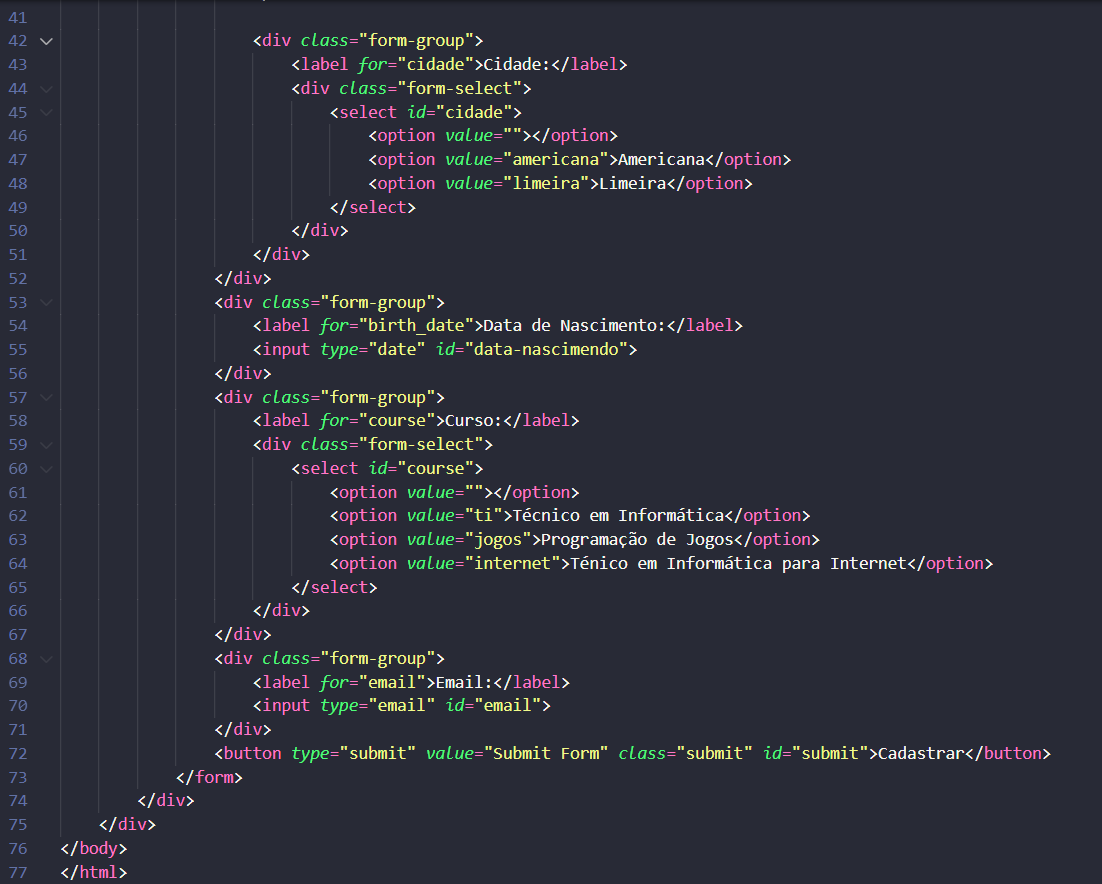 41
42 <div class="form-group">
43 <label for="cidade">Cidade:</label>
44 <div class="form-select">
45 <select id="cidade">
46 <option value=""></option>
47 <option value="americana">Americana</option>
48 <option value="limeira">Limeira</option>
49 </select>
50 </div>
51 </div>
52 </div>
53 <div class="form-group">
54 <label for="birth_date">Data de Nascimento:</label>
55 <input type="date" id="data-nascimendo">
56 </div>
57 <div class="form-group">
58 <label for="course">Curso:</label>
59 <div class="form-select">
60 <select id="course">
61 <option value=""></option>
62 <option value="ti">Técnico em Informática</option>
63 <option value="jogos">Programação de Jogos</option>
64 <option value="internet">Ténico em Informática para Internet</option>
65 </select>
66 </div>
67 </div>
68 <div class="form-group">
69 <label for="email">Email:</label>
70 <input type="email" id="email">
71 </div>
72 <button type="submit" value="Submit Form" class="submit" id="submit">Cadastrar</button>
73 </form>
74 </div>
75 </div>
76 </body>
77 </html>